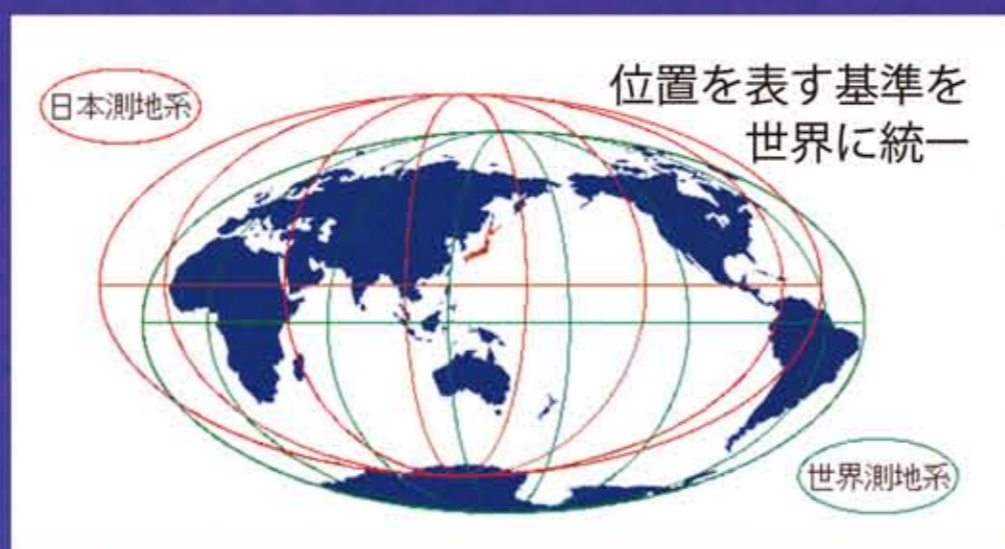 日本測地系
位置を表す基準を
世界に統一
世界測地系